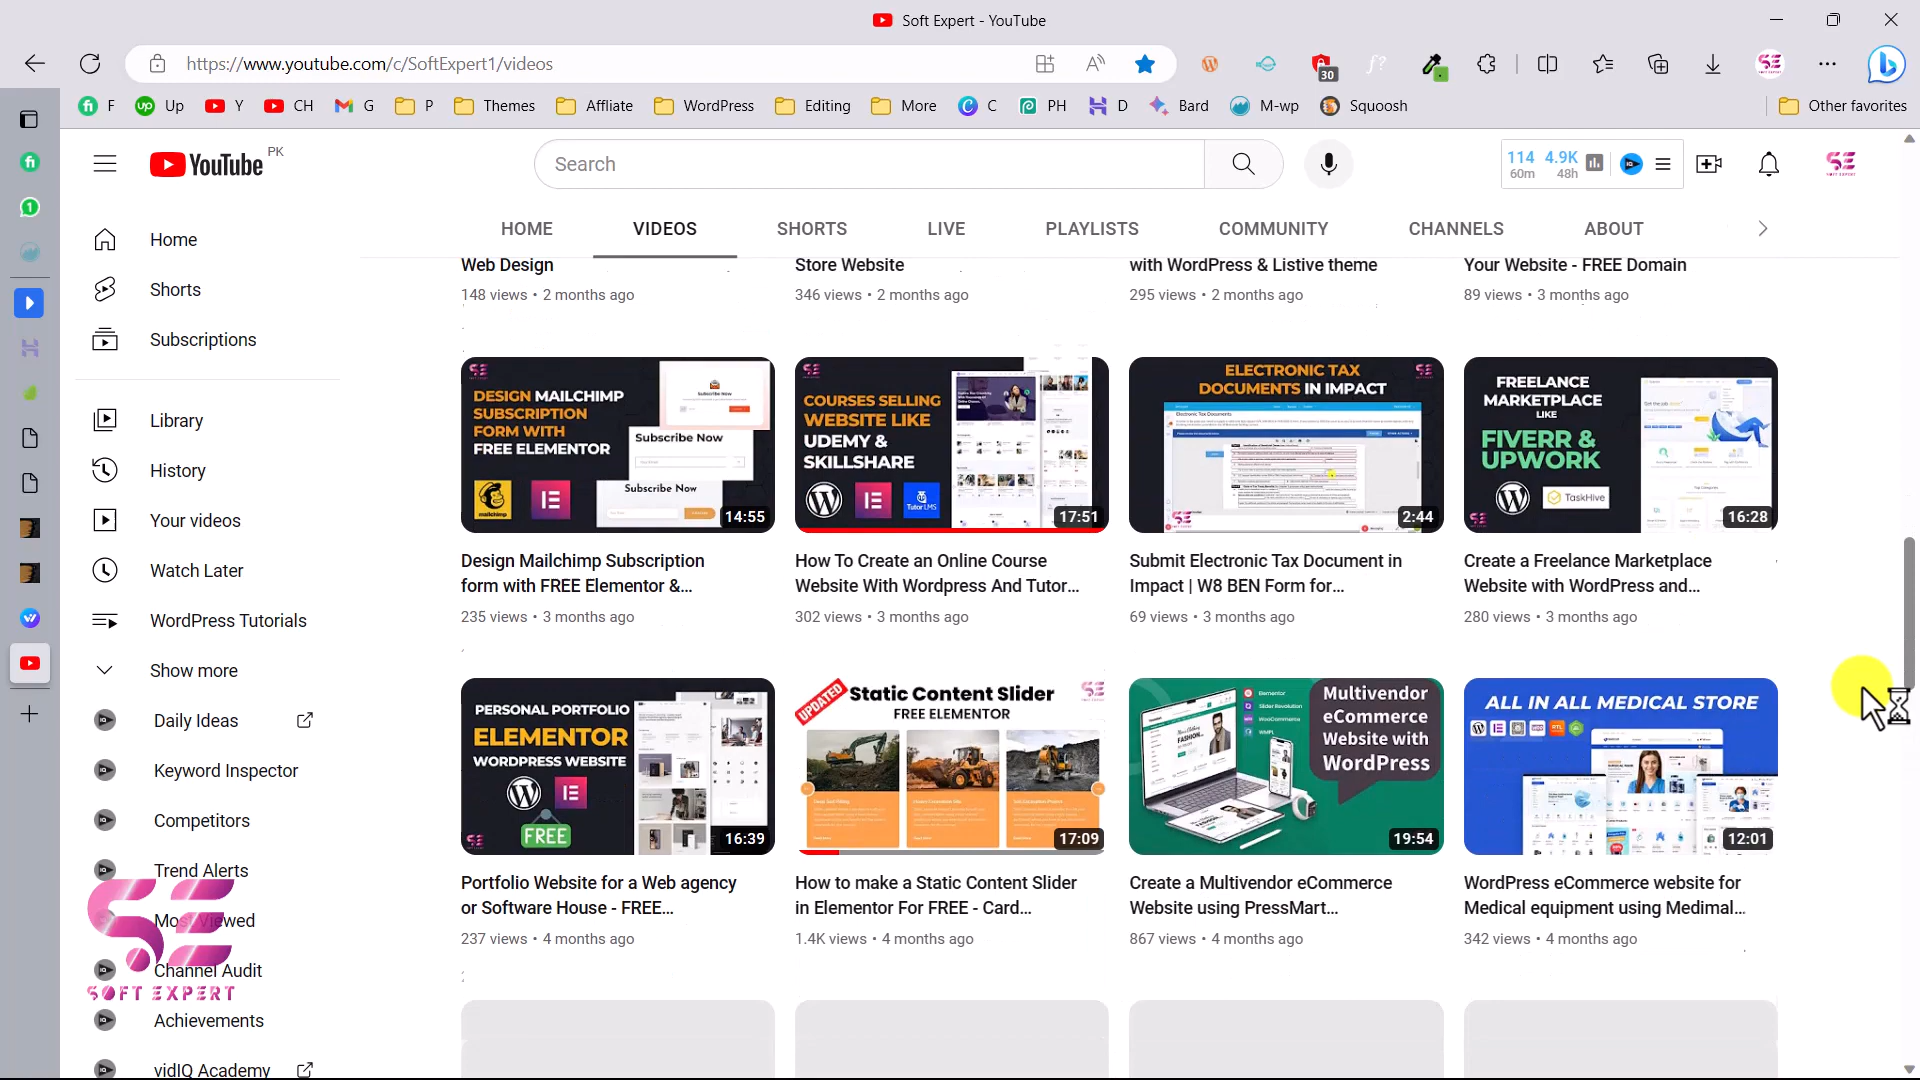 Soft Expert - YouTube
https://www.youtube.com/c/SoftExpert1/videos
30
F Up Y CH G P Themes Affliate WordPress Editing More C PH D Bard M-wp Squoosh Other favorites
YouTube PK
Search
114 4.9K
60m 48h
HOME VIDEOS SHORTS LIVE PLAYLISTS COMMUNITY CHANNELS ABOUT
Home
Shorts
Subscriptions
Library
History
Your videos
Watch Later
WordPress Tutorials
Show more
Daily Ideas
Keyword Inspector
Competitors
Trend Alerts
Most Viewed
Channel Audit
SOFT EXPERT
Achievements
vidIQ Academy
Web Design
148 views • 2 months ago
Store Website
346 views • 2 months ago
with WordPress & Listive theme
295 views • 2 months ago
Your Website - FREE Domain
89 views • 3 months ago
DESIGN MAILCHIMP
SUBSCRIPTION
FORM WITH
FREE ELEMENTOR
Subscribe Now
Subscribe Now
Subscribe Now
mailchimp
14:55
Design Mailchimp Subscription
form with FREE Elementor &...
235 views • 3 months ago
COURSES SELLING
WEBSITE LIKE
UDEMY &
SKILLSHARE
Tutor LMS
17:51
How To Create an Online Course
Website With Wordpress And Tutor...
302 views • 3 months ago
ELECTRONIC TAX
DOCUMENTS IN IMPACT
2:44
Submit Electronic Tax Document in
Impact | W8 BEN Form for...
69 views • 3 months ago
FREELANCE
MARKETPLACE
LIKE
FIVERR &
UPWORK
TaskHive
16:28
Create a Freelance Marketplace
Website with WordPress and...
280 views • 3 months ago
PERSONAL PORTFOLIO
ELEMENTOR
WORDPRESS WEBSITE
FREE
16:39
Portfolio Website for a Web agency
or Software House - FREE...
237 views • 4 months ago
UPDATED
Static Content Slider
FREE ELEMENTOR
17:09
How to make a Static Content Slider
in Elementor For FREE - Card...
1.4K views • 4 months ago
Elementor
Slider Revolution
WooCommerce
WMPL
Multivendor
eCommerce
Website with
WordPress
19:54
Create a Multivendor eCommerce
Website using PressMart...
867 views • 4 months ago
ALL IN ALL MEDICAL STORE
12:01
WordPress eCommerce website for
Medical equipment using Medimal...
342 views • 4 months ago